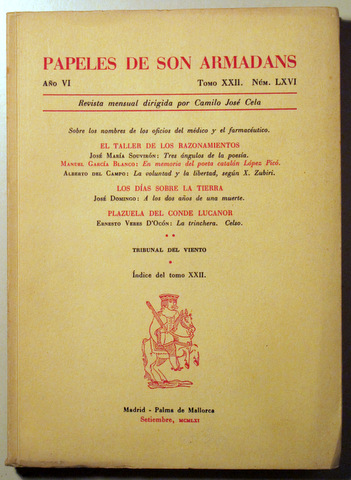 PAPELES DE SON ARMADANS
AÑO VI TOMO XXII. NÚM. LXVI
Revista mensual dirigida por Camilo José Cela
Sobre los nombres de los oficios del médico y el farmacéutico.
EL TALLER DE LOS RAZONAMIENTOS
JOSÉ MARÍA SOUVIRÓN: Tres ángulos de la poesía.
MANUEL GARCÍA BLANCO: En memoria del poeta catalán López Picó.
ALBERTO DEL CAMPO: La voluntad y la libertad, según X. Zubiri.
LOS DÍAS SOBRE LA TIERRA
JOSÉ DOMINGO: A los dos años de una muerte.
PLAZUELA DEL CONDE LUCANOR
ERNESTO VERES D'OCÓN: La trinchera. Celso.
TRIBUNAL DEL VIENTO
Índice del tomo XXII.
Madrid - Palma de Mallorca
Setiembre, MCMLXI